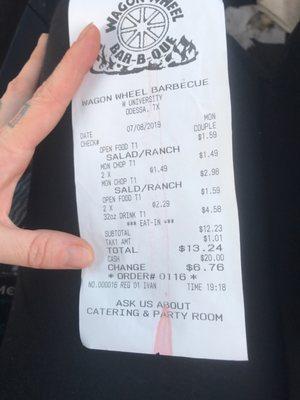 WAGON WHEEL
BAR-B-QUE
WAGON WHEEL BARBECUE
W UNIVERSITY
ODESSA, TX
DATE 07/08/2019 MON
CHECK# COUPLE
OPEN FOOD T1 $1.59
SALAD/RANCH
MON CHOP T1 $1.49
2 X $1.49 $2.98
MON CHOP T1
SALD/RANCH
OPEN FOOD T1 $1.59
2 X $2.29 $4.58
32oz DRINK T1
*** EAT-IN ***
SUBTOTAL $12.23
TAX1 AMT $1.01
TOTAL $13.24
CASH $20.00
CHANGE $6.76
* ORDER# 0116 *
NO.000016 REG 01 IVAN TIME 19:18
ASK US ABOUT
CATERING & PARTY ROOM